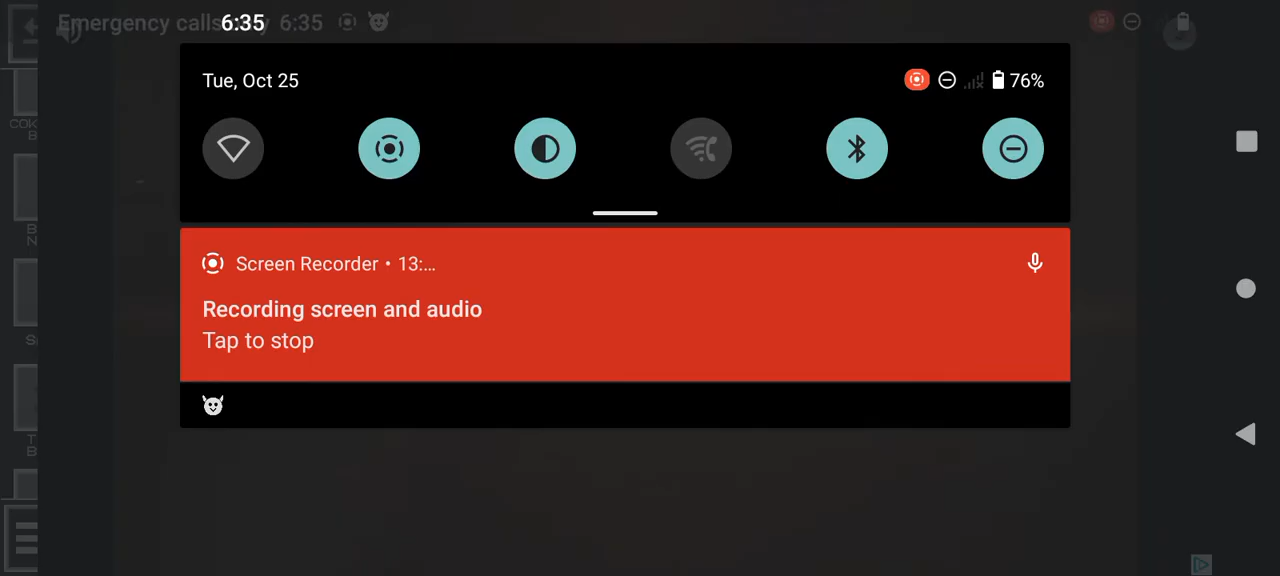 Emergency calls 6:35 6:35
Tue, Oct 25
76%
Screen Recorder • 13:...
Recording screen and audio
Tap to stop
COK
B
B
N
S
T
B